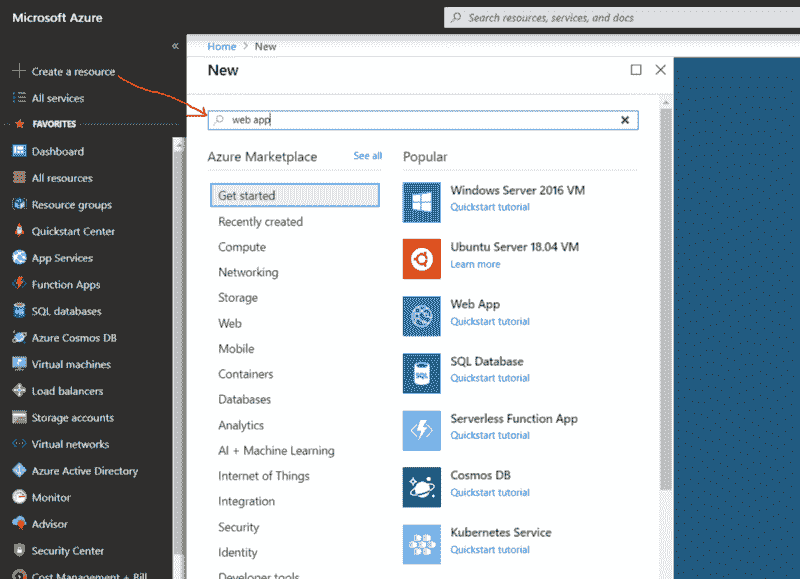 Microsoft Azure
Search resources, services, and docs
«
Create a resource
All services
FAVORITES
Dashboard
All resources
Resource groups
Quickstart Center
App Services
Function Apps
SQL databases
Azure Cosmos DB
Virtual machines
Load balancers
Storage accounts
Virtual networks
Azure Active Directory
Monitor
Advisor
Security Center
Cost Management + Bill
Home > New
New
web app
Azure Marketplace
See all
Get started
Recently created
Compute
Networking
Storage
Web
Mobile
Containers
Databases
Analytics
AI + Machine Learning
Internet of Things
Integration
Security
Identity
Developer tools
Popular
Windows Server 2016 VM
Quickstart tutorial
Ubuntu Server 18.04 VM
Learn more
Web App
Quickstart tutorial
SQL Database
SQL
Quickstart tutorial
Serverless Function App
Quickstart tutorial
Cosmos DB
Quickstart tutorial
Kubernetes Service
Quickstart tutorial